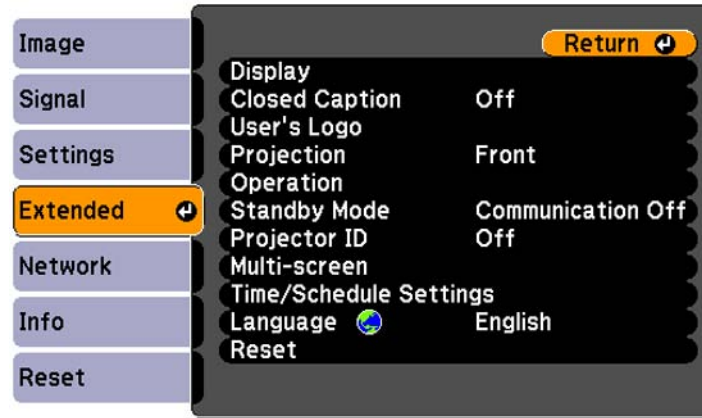 Image
Signal
Settings
Extended
Network
Info
Reset
Return
Display
Closed Caption Off
User's Logo
Projection Front
Operation
Standby Mode Communication Off
Projector ID Off
Multi-screen
Time/Schedule Settings
Language English
Reset